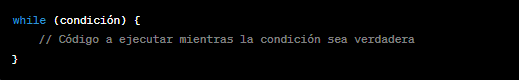 while (condición) {
// Código a ejecutar mientras la condición sea verdadera
}